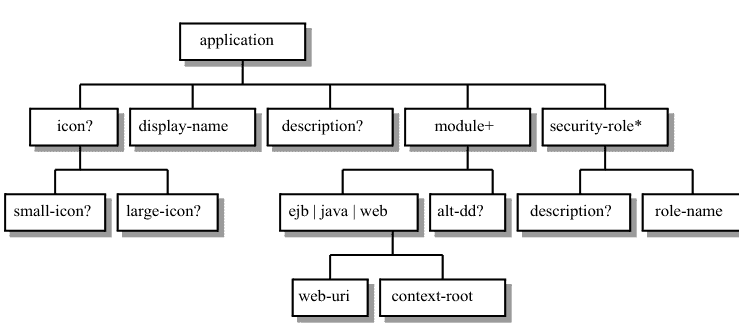 application
icon?
display-name
description?
module+
security-role*
small-icon?
large-icon?
ejb | java | web
alt-dd?
description?
role-name
web-uri
context-root